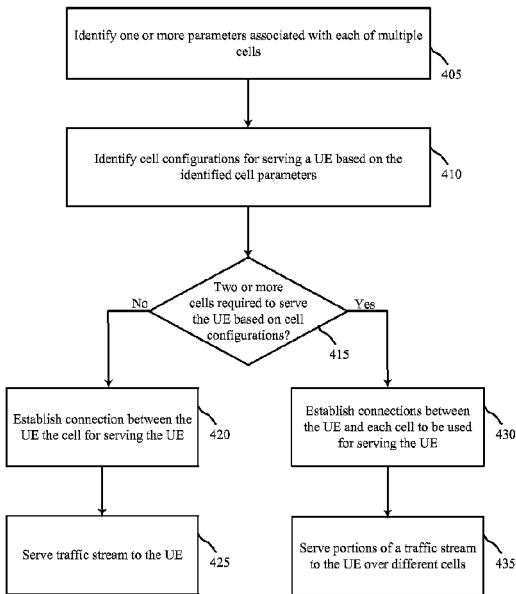 Identify one or more parameters associated with each of multiple
cells
405
Identify cell configurations for serving a UE based on the
identified cell parameters
410
Two or more
cells required to serve
the UE based on cell
configurations?
No
Yes
415
Establish connection between the
UE the cell for serving the UE
420
Establish connections between
the UE and each cell to be used
for serving the UE
430
Serve traffic stream to the UE
425
Serve portions of a traffic stream
to the UE over different cells
435